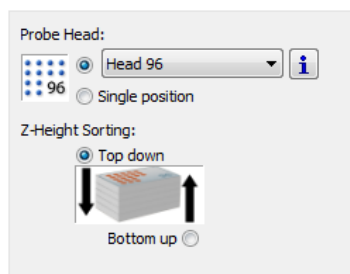 Probe Head:
Head 96
96
Single position
Z-Height Sorting:
Top down
Bottom up